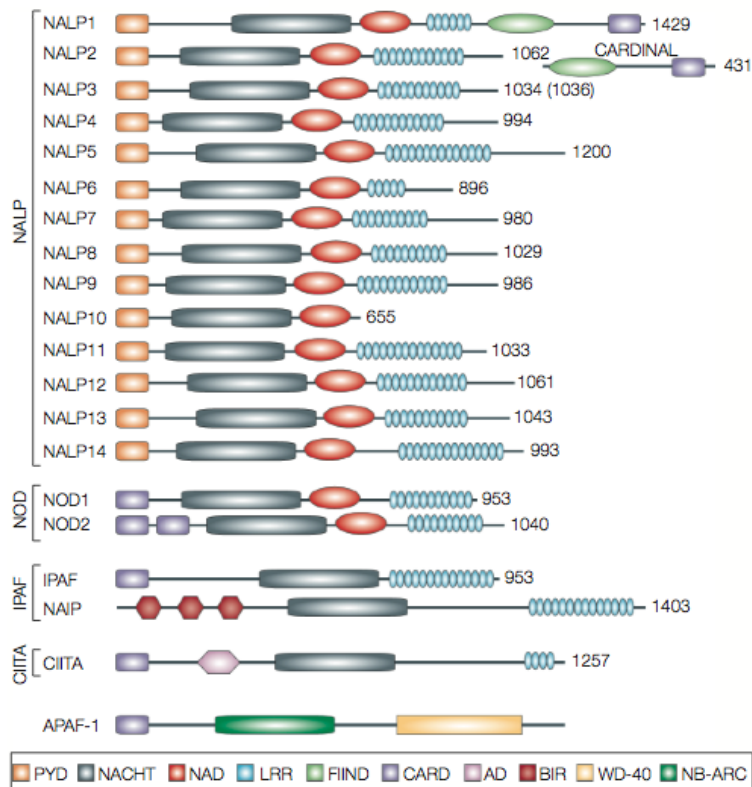 NALP
NALP1 1429
NALP2 1062
CARDINAL 431
NALP3 1034 (1036)
NALP4 994
NALP5 1200
NALP6 896
NALP7 980
NALP8 1029
NALP9 986
NALP10 655
NALP11 1033
NALP12 1061
NALP13 1043
NALP14 993
NOD
NOD1 953
NOD2 1040
IPAF
IPAF 953
NAIP 1403
CIITA
CIITA 1257
APAF-1
PYD NACHT NAD LRR FIIND CARD AD BIR WD-40 NB-ARC